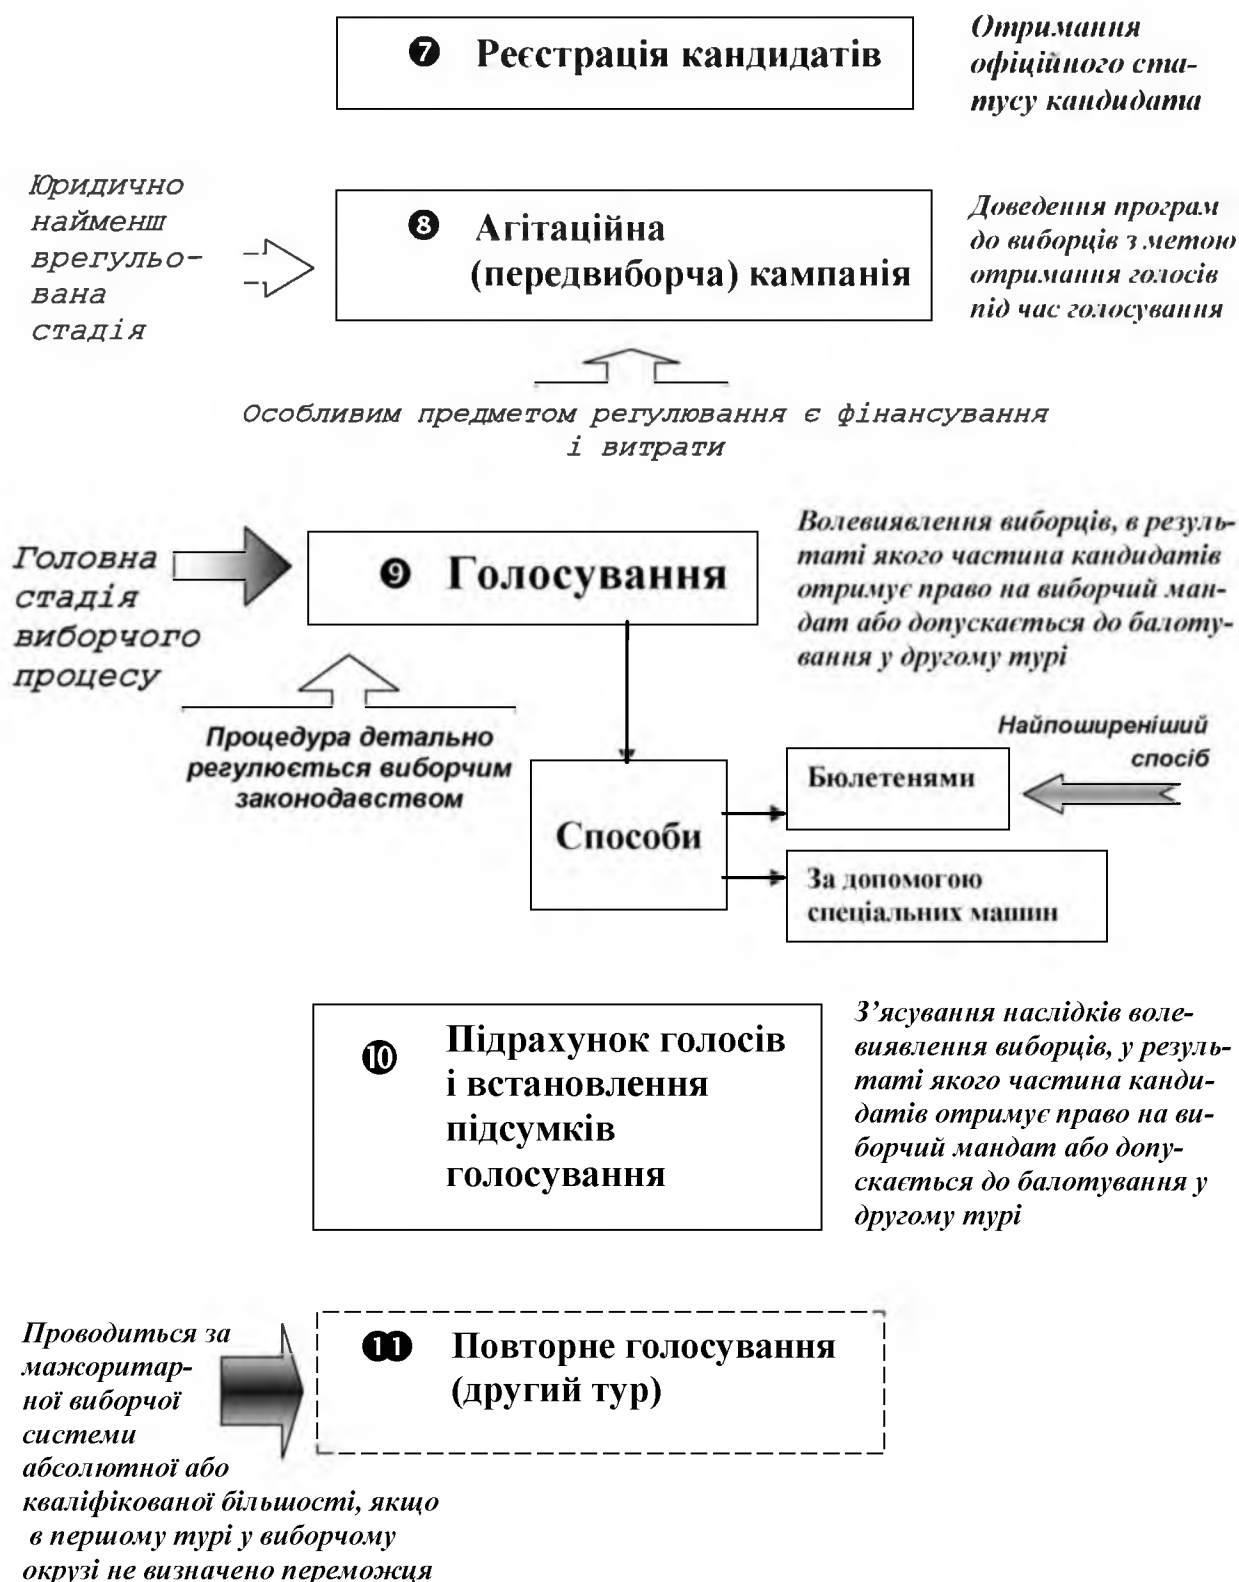 ❼ Реєстрація кандидатів
Отримання
офіційного ста-
тусу кандидата
Юридично
найменш
врегульо-
вана
стадія
❽ Агітаційна
(передвиборча) кампанія
Доведення програм
до виборців з метою
отримання голосів
під час голосування
Особливим предметом регулювання є фінансування
і витрати
Головна
стадія
виборчого
процесу
❾ Голосування
Волевиявлення виборців, в резуль-
таті якого частина кандидатів
отримує право на виборчий ман-
дат або допускається до балоту-
вання у другому турі
Процедура детально
регулюється виборчим
законодавством
Способи
Бюлетенями
Найпоширеніший
спосіб
За допомогою
спеціальних машин
❿ Підрахунок голосів
і встановлення
підсумків
голосування
З’ясування наслідків воле-
виявлення виборців, у резуль-
таті якого частина канди-
датів отримує право на ви-
борчий мандат або допу-
скається до балотування у
другому турі
Проводиться за
мажоритар-
ної виборчої
системи
абсолютної або
кваліфікованої більшості, якщо
в першому турі у виборчому
окрузі не визначено переможця
❶❶ Повторне голосування
(другий тур)